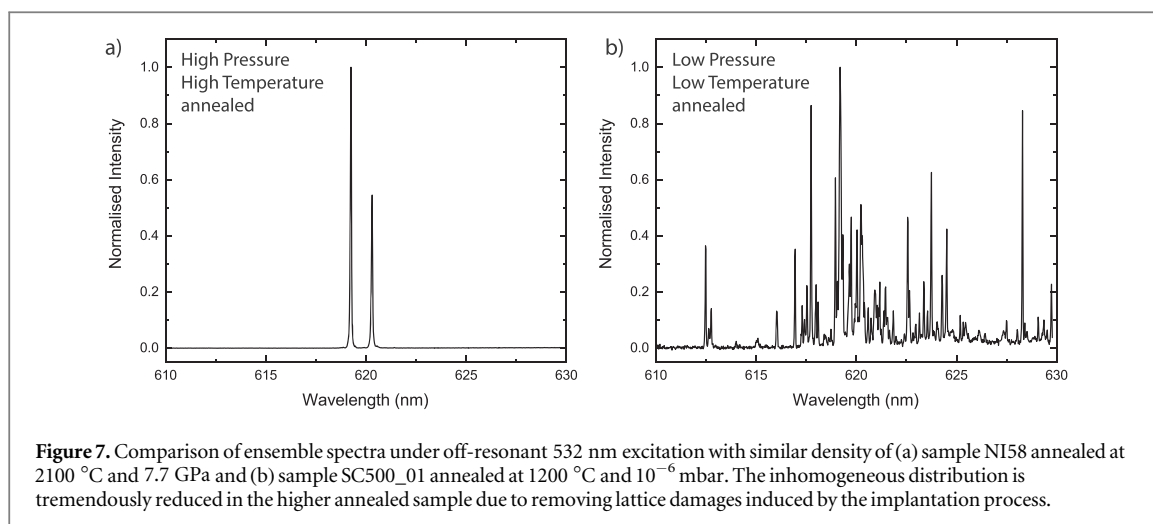 a)
High Pressure
High Temperature
annealed
1.0
0.8
0.6
0.4
0.2
0.0
Normalised Intensity
610 615 620 625 630
Wavelength (nm)
b)
Low Pressure
Low Temperature
annealed
1.0
0.8
0.6
0.4
0.2
0.0
Normalised Intensity
610 615 620 625 630
Wavelength (nm)
Figure 7. Comparison of ensemble spectra under off-resonant 532 nm excitation with similar density of (a) sample NI58 annealed at
2100 °C and 7.7 GPa and (b) sample SC500_01 annealed at 1200 °C and 10⁻⁶ mbar. The inhomogeneous distribution is
tremendously reduced in the higher annealed sample due to removing lattice damages induced by the implantation process.